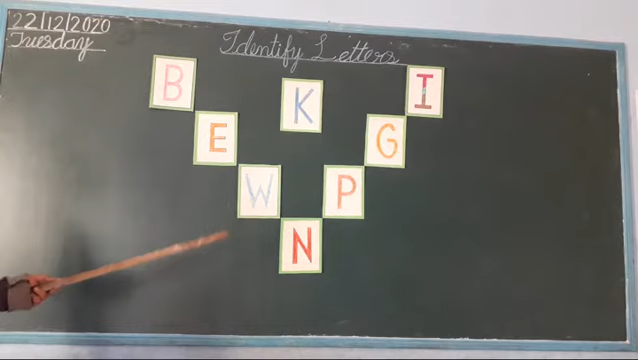 22/12/2020
Tuesday
Identify Letters
B K I
E G
W P
N